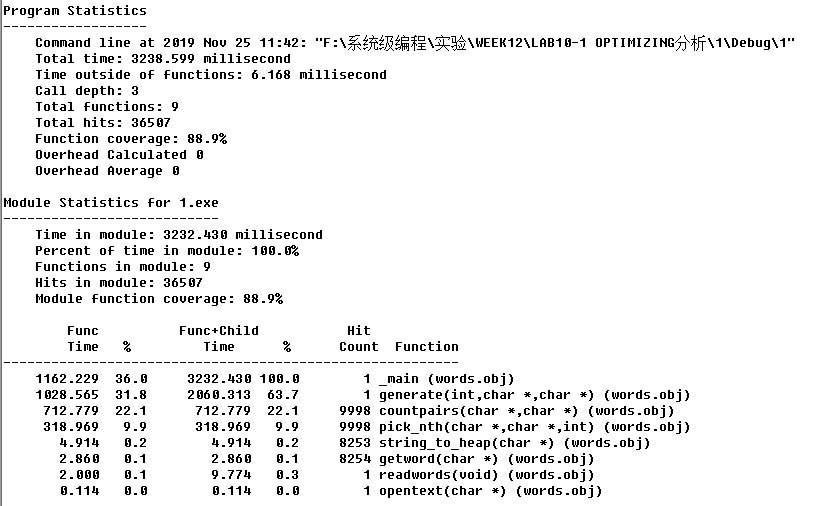 Program Statistics
------------------
Command line at 2019 Nov 25 11:42: "F:\系统级编程\实验\WEEK12\LAB10-1 OPTIMIZING分析\1\Debug\1"
Total time: 3238.599 millisecond
Time outside of functions: 6.168 millisecond
Call depth: 3
Total functions: 9
Total hits: 36507
Function coverage: 88.9%
Overhead Calculated 0
Overhead Average 0
Module Statistics for 1.exe
---------------------------
Time in module: 3232.430 millisecond
Percent of time in module: 100.0%
Functions in module: 9
Hits in module: 36507
Module function coverage: 88.9%
Func Func+Child Hit
Time % Time % Count Function
---------------------------------------------------------
1162.229 36.0 3232.430 100.0 1 _main (words.obj)
1028.565 31.8 2060.313 63.7 1 generate(int,char *,char *) (words.obj)
712.779 22.1 712.779 22.1 9998 countpairs(char *,char *) (words.obj)
318.969 9.9 318.969 9.9 9998 pick_nth(char *,char *,int) (words.obj)
4.914 0.2 4.914 0.2 8253 string_to_heap(char *) (words.obj)
2.860 0.1 2.860 0.1 8254 getword(char *) (words.obj)
2.000 0.1 9.774 0.3 1 readwords(void) (words.obj)
0.114 0.0 0.114 0.0 1 opentext(char *) (words.obj)